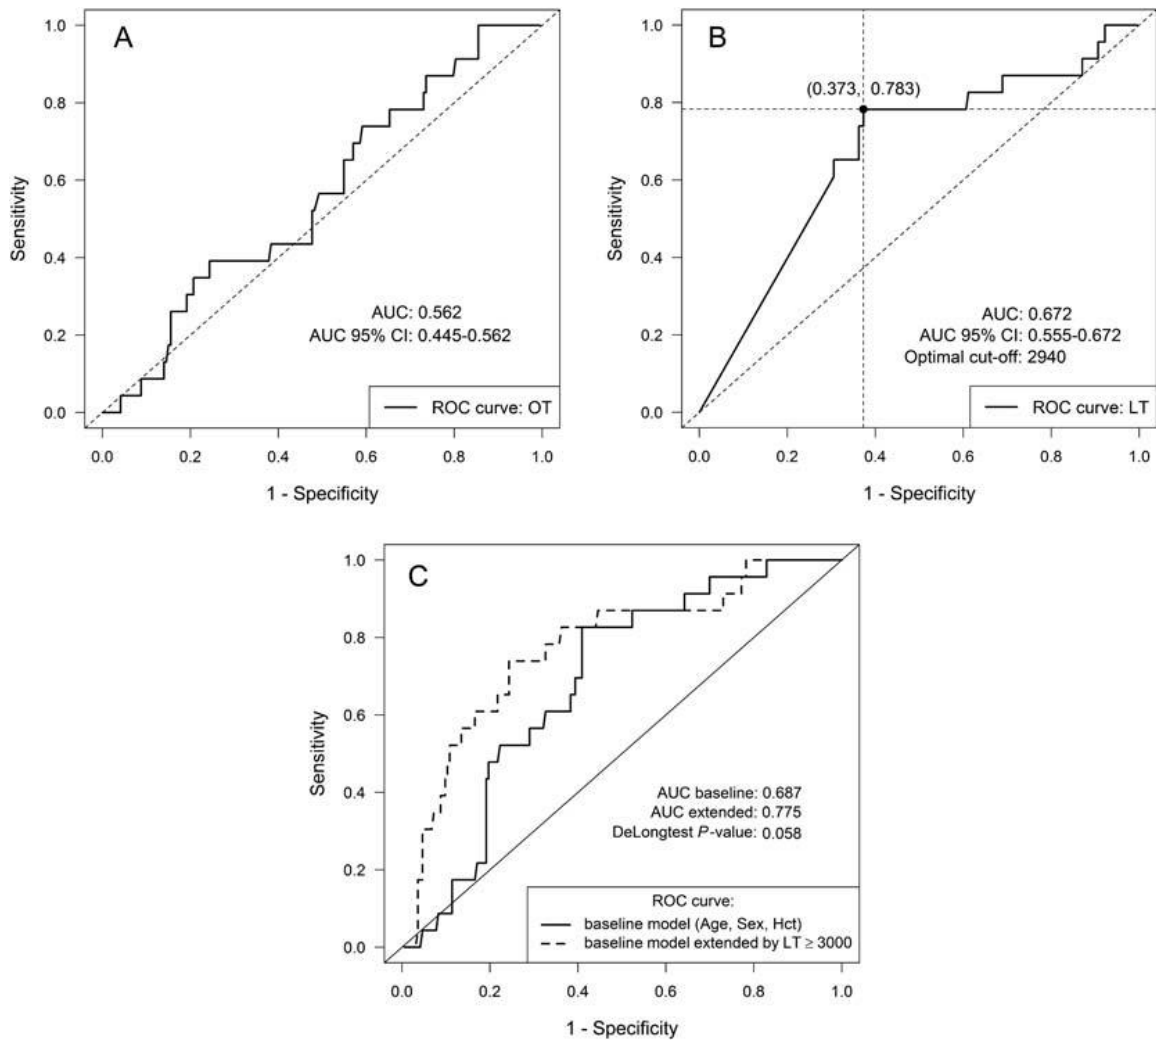 A
1.0
0.8
0.6
0.4
0.2
0.0
Sensitivity
AUC: 0.562
AUC 95% CI: 0.445-0.562
ROC curve: OT
0.0 0.2 0.4 0.6 0.8 1.0
1 - Specificity
B
1.0
0.8
0.6
0.4
0.2
0.0
Sensitivity
(0.373, 0.783)
AUC: 0.672
AUC 95% CI: 0.555-0.672
Optimal cut-off: 2940
ROC curve: LT
0.0 0.2 0.4 0.6 0.8 1.0
1 - Specificity
C
1.0
0.8
0.6
0.4
0.2
0.0
Sensitivity
AUC baseline: 0.687
AUC extended: 0.775
DeLongtest P-value: 0.058
ROC curve:
baseline model (Age, Sex, Hct)
baseline model extended by LT ≥ 3000
0.0 0.2 0.4 0.6 0.8 1.0
1 - Specificity